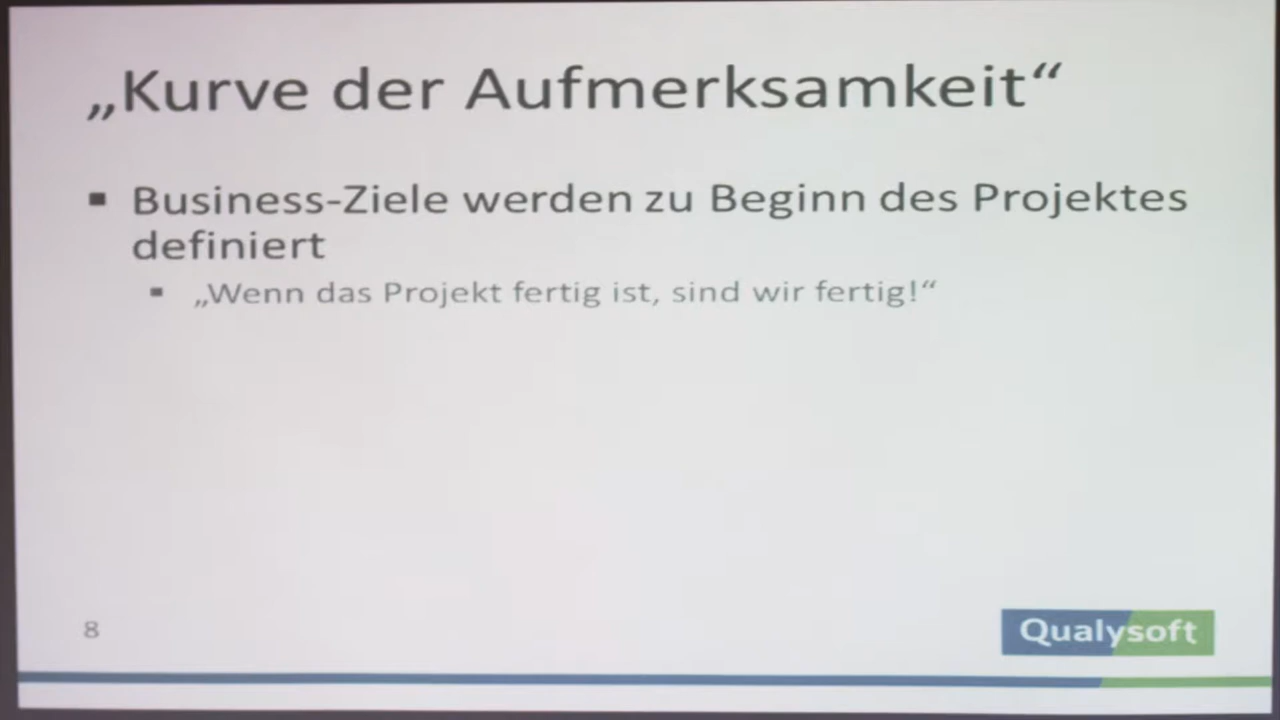 „Kurve der Aufmerksamkeit“
▪ Business-Ziele werden zu Beginn des Projektes
definiert
▪ „Wenn das Projekt fertig ist, sind wir fertig!“
8
Qualysoft